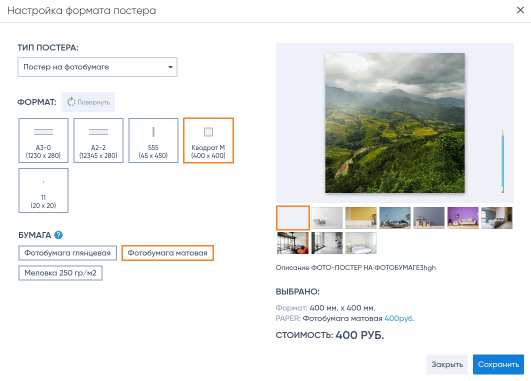 Настройка формата постера
ТИП ПОСТЕРА:
Постер на фотобумаге
ФОРМАТ:
Повернуть
А3-0
(1230 x 280)
А2-2
(12345 x 280)
555
(45 x 450)
Квадрат М
(400 x 400)
11
(20 x 20)
БУМАГА ?
Фотобумага глянцевая
Фотобумага матовая
Меловка 250 гр/м2
Описание ФОТО-ПОСТЕР НА ФОТОБУМАГЕ3hgh
ВЫБРАНО:
Формат: 400 мм. x 400 мм.
PAPER: Фотобумага матовая 400руб.
СТОИМОСТЬ: 400 РУБ.
Закрыть
Сохранить